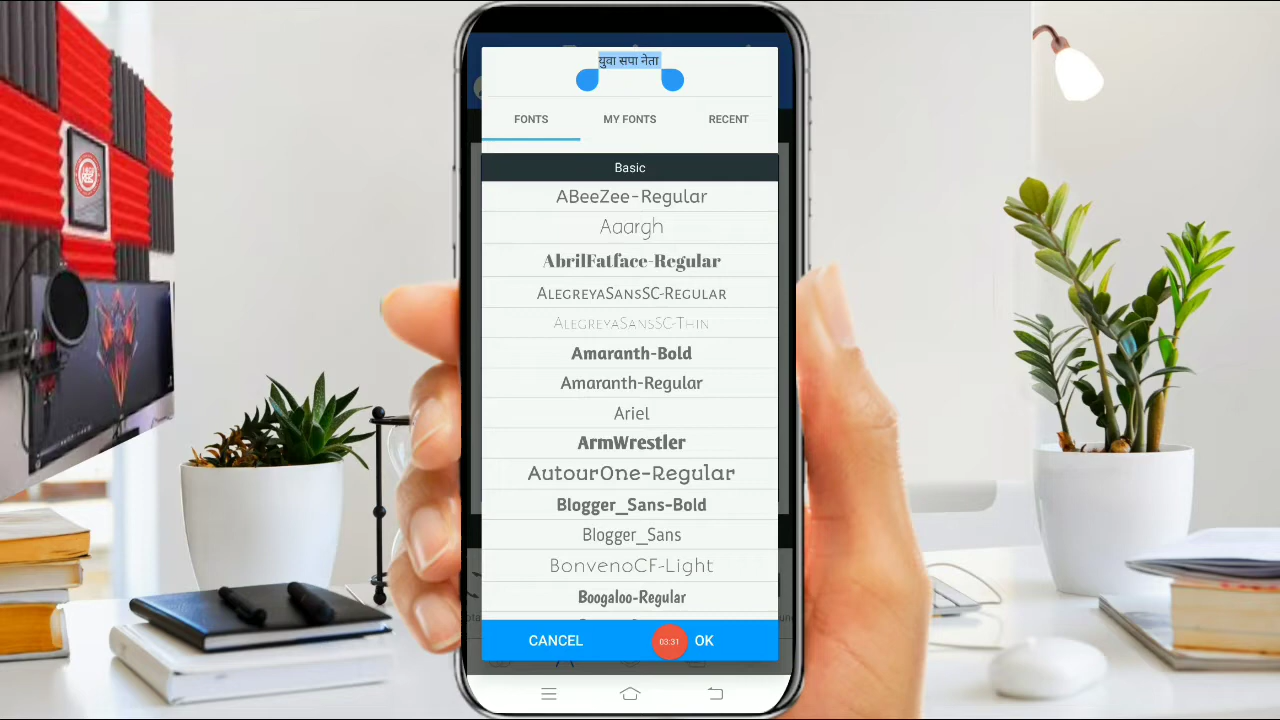 युवा सपा नेता
FONTS
MY FONTS
RECENT
Basic
ABeeZee-Regular
Aaargh
AbrilFatface-Regular
AlegreyaSansSC-Regular
AlegreyaSansSC-Thin
Amaranth-Bold
Amaranth-Regular
Ariel
ArmWrestler
AutourOne-Regular
Blogger_Sans-Bold
Blogger_Sans
BonvenoCF-Light
Boogaloo-Regular
CANCEL
03:31
OK